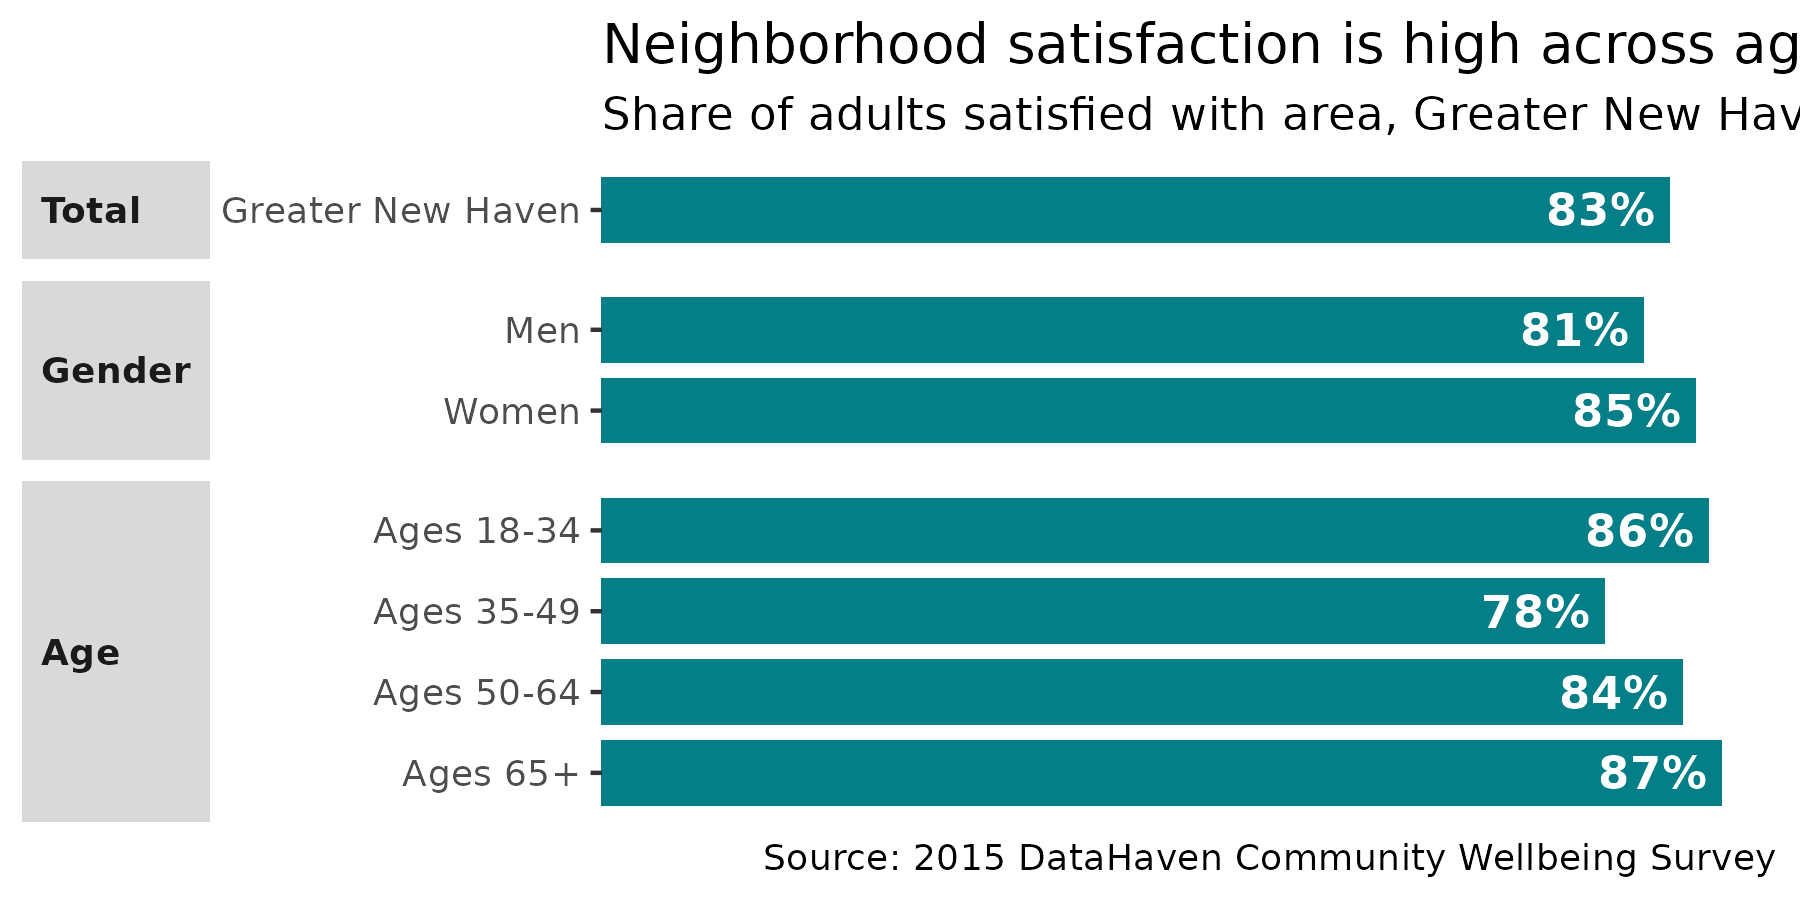 Neighborhood satisfaction is high across ag
Share of adults satisfied with area, Greater New Hav
Total
Greater New Haven
83%
Gender
Men
81%
Women
85%
Age
Ages 18-34
86%
Ages 35-49
78%
Ages 50-64
84%
Ages 65+
87%
Source: 2015 DataHaven Community Wellbeing Survey